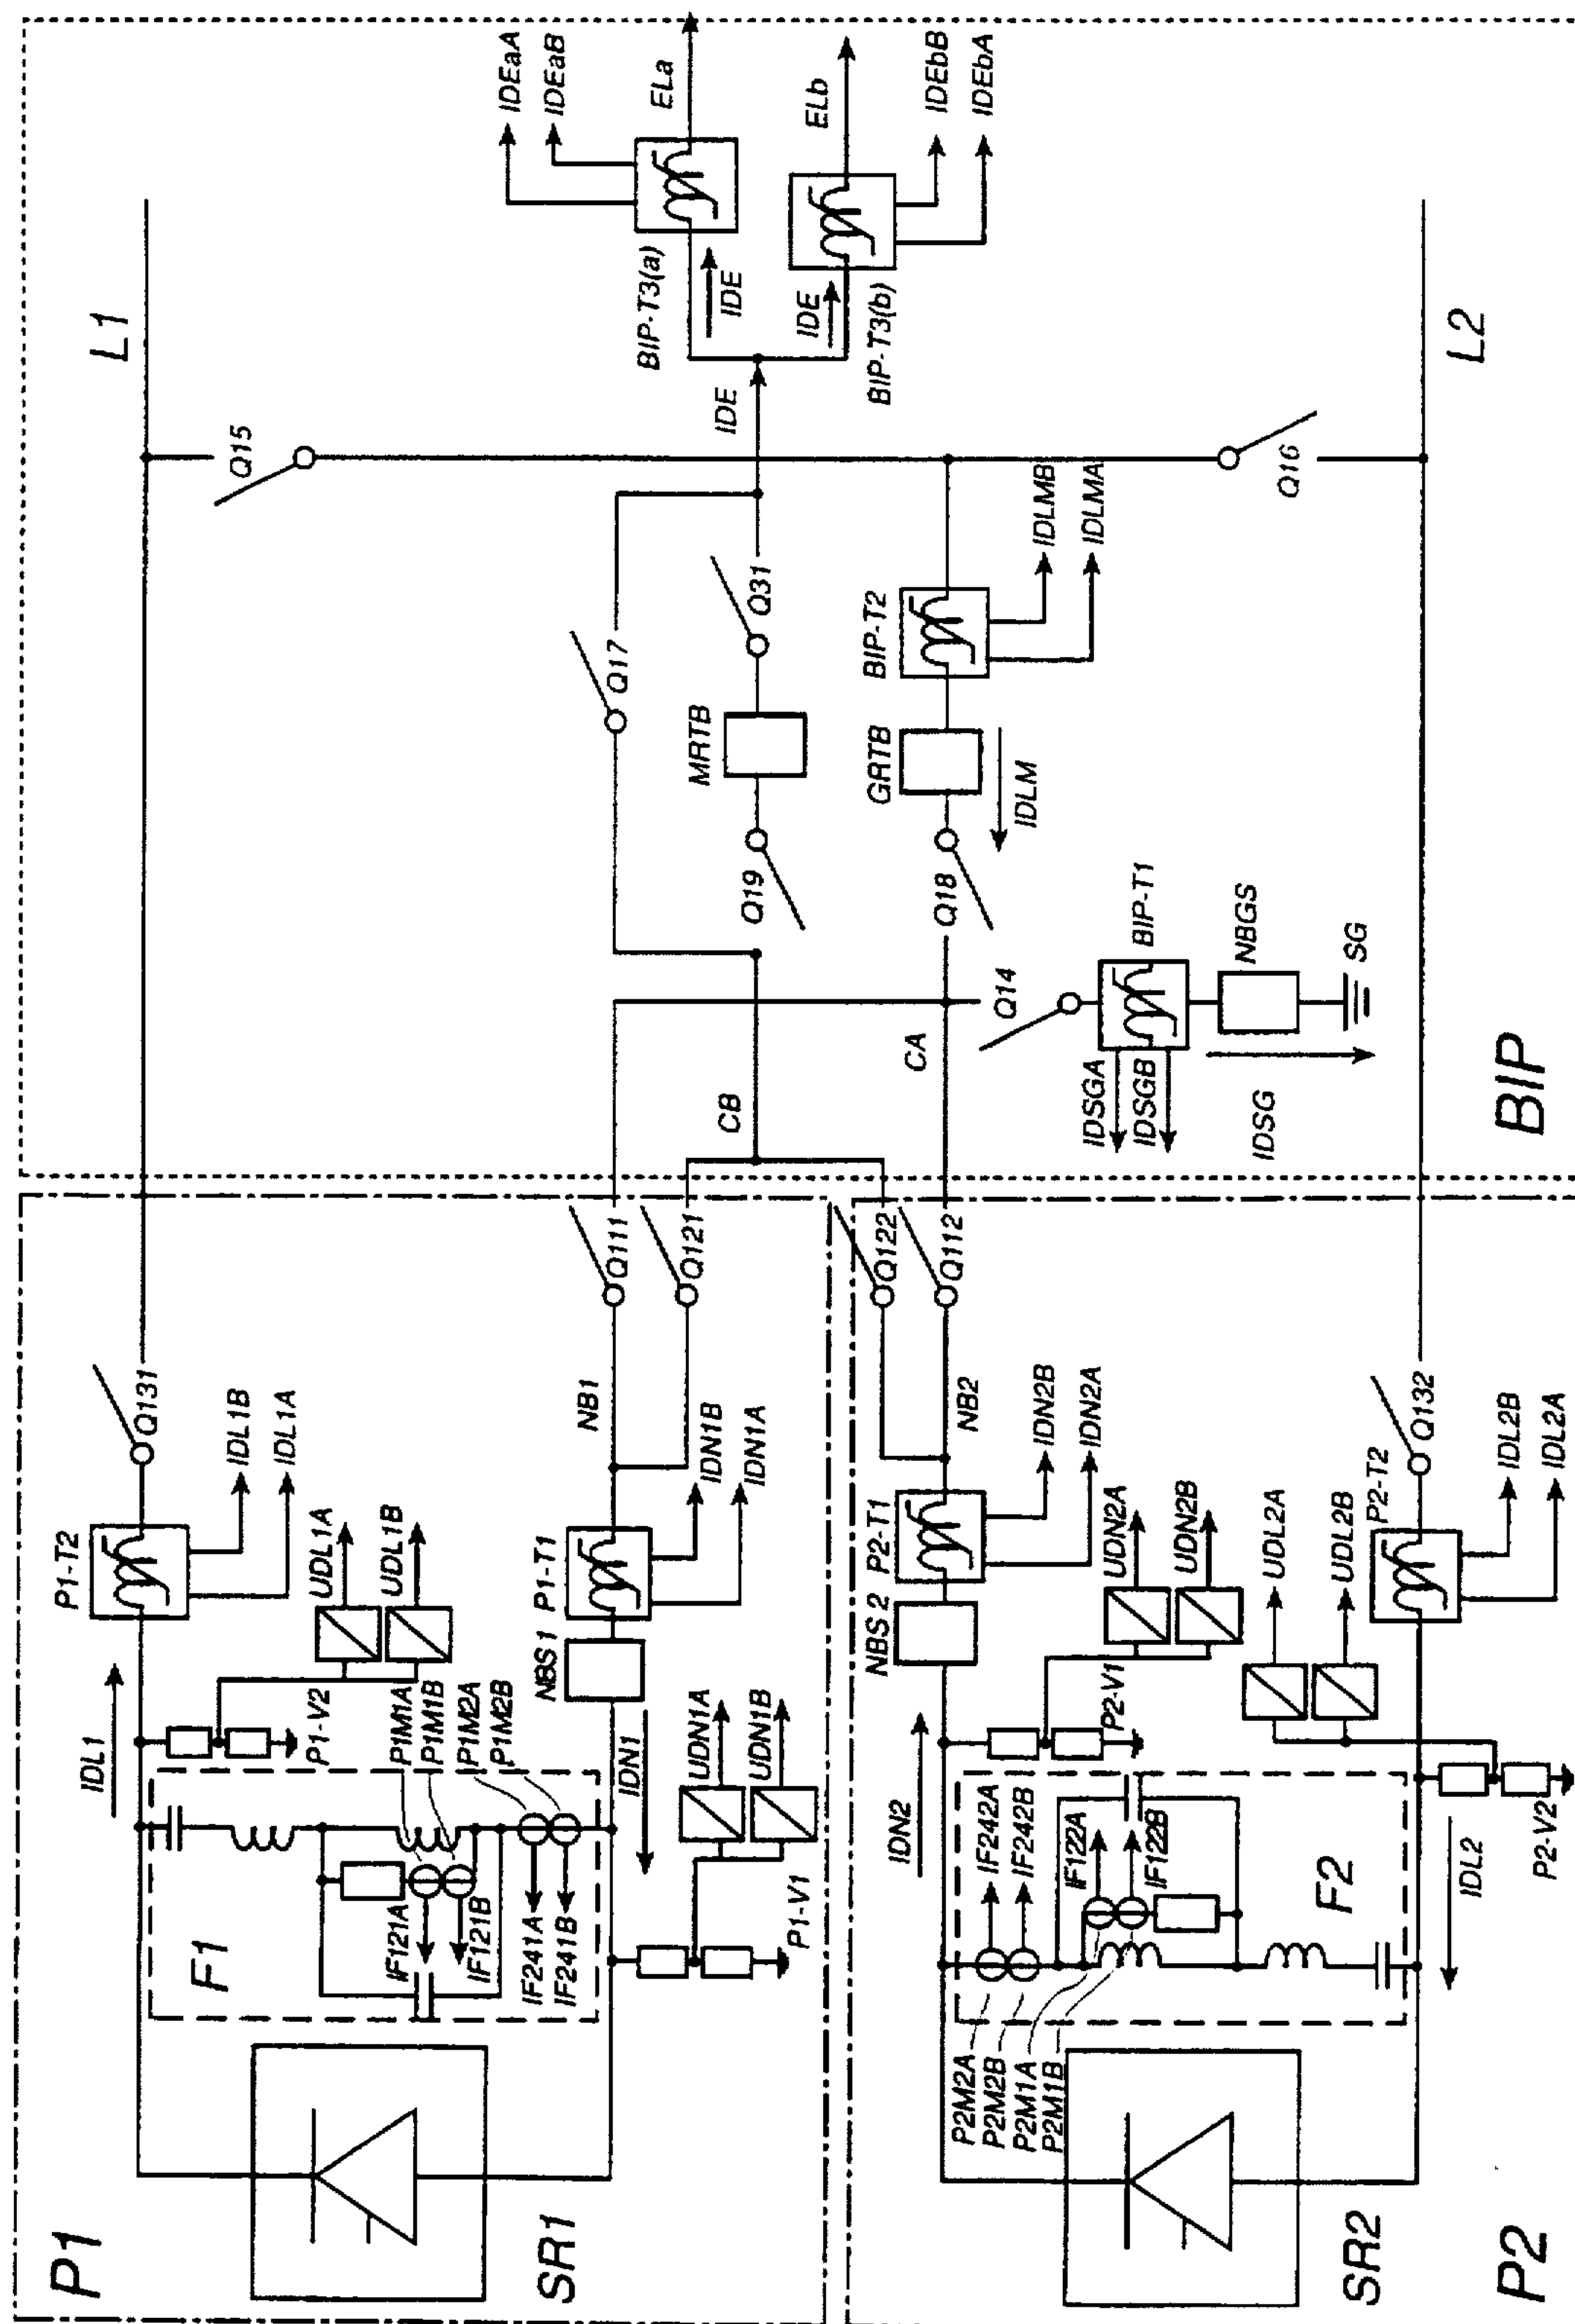 P1
SR1
F1
IDL1
P1-T2
Q131
IDL1B
IDL1A
UDL1A
UDL1B
P1-V2
P1M1A
P1M1B
P1M2A
P1M2B
IF121A
IF121B
IF241A
IF241B
NBS1
P1-T1
IDN1
UDN1A
UDN1B
P1-V1
IDN1B
IDN1A
NB1
Q111
Q121
P2
SR2
F2
IDN2
NBS 2
P2-T1
IDN2B
IDN2A
NB2
Q122
Q112
UDN2A
UDN2B
P2-V1
IF242A
IF242B
IF122A
IF122B
P2M2A
P2M2B
P2M1A
P2M1B
UDL2A
UDL2B
P2-T2
Q132
IDL2B
IDL2A
IDL2
P2-V2
BIP
L1
L2
CB
CA
Q17
Q19
MRTB
Q31
Q18
GRTB
BIP-T2
IDLM
IDLMB
IDLMA
Q14
BIP-T1
NBGS
SG
IDSGA
IDSGB
IDSG
Q15
Q16
IDE
IDE
IDE
BIP-T3(a)
BIP-T3(b)
IDEaA
IDEaB
ELa
ELb
IDEbB
IDEbA